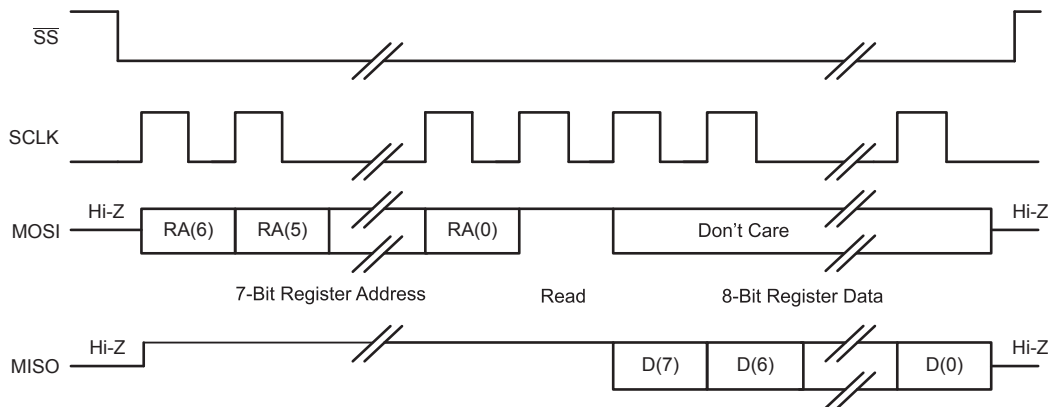 SS
SCLK
Hi-Z Hi-Z
MOSI RA(6) RA(5) RA(0) Don't Care
7-Bit Register Address Read 8-Bit Register Data
Hi-Z Hi-Z
MISO D(7) D(6) D(0)